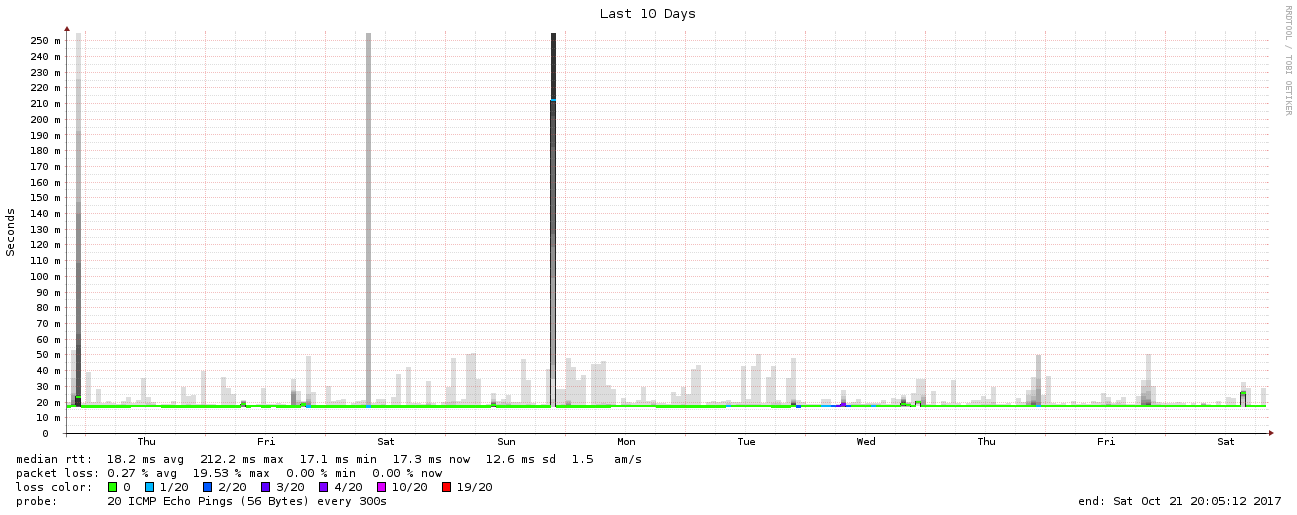 Last 10 Days
RRDTOOL / TOBI OETIKER
Seconds
250 m
240 m
230 m
220 m
210 m
200 m
190 m
180 m
170 m
160 m
150 m
140 m
130 m
120 m
110 m
100 m
90 m
80 m
70 m
60 m
50 m
40 m
30 m
20 m
10 m
0
Thu Fri Sat Sun Mon Tue Wed Thu Fri Sat
median rtt: 18.2 ms avg 212.2 ms max 17.1 ms min 17.3 ms now 12.6 ms sd 1.5 am/s
packet loss: 0.27 % avg 19.53 % max 0.00 % min 0.00 % now
loss color: 0 1/20 2/20 3/20 4/20 10/20 19/20
probe: 20 ICMP Echo Pings (56 Bytes) every 300s end: Sat Oct 21 20:05:12 2017